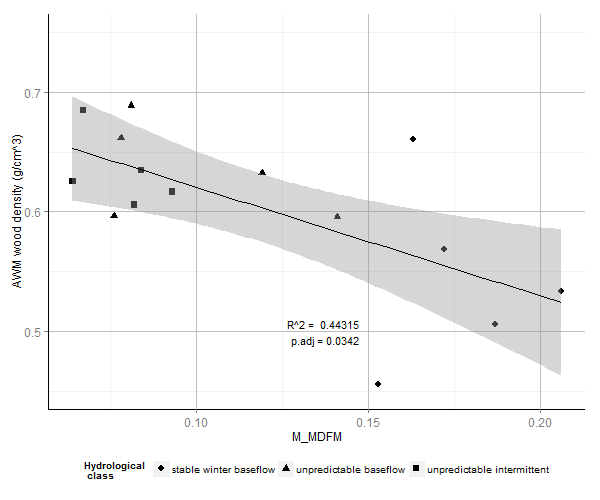 0.7
0.6
0.5
AWM wood density (g/cm^3)
R^2 = 0.44315
p.adj = 0.0342
0.10 0.15 0.20
M_MDFM
Hydrological
class
stable winter baseflow unpredictable baseflow unpredictable intermittent